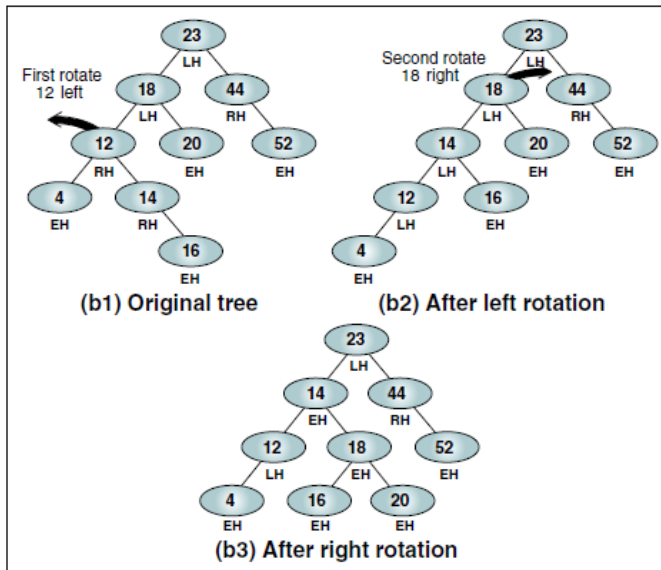 23
LH
First rotate
12 left
18
LH
44
RH
12
RH
20
EH
52
EH
4
EH
14
RH
16
EH
(b1) Original tree
23
LH
Second rotate
18 right
18
LH
44
RH
14
LH
20
EH
52
EH
12
LH
16
EH
4
EH
(b2) After left rotation
23
LH
14
EH
44
RH
12
LH
18
EH
52
EH
4
EH
16
EH
20
EH
(b3) After right rotation